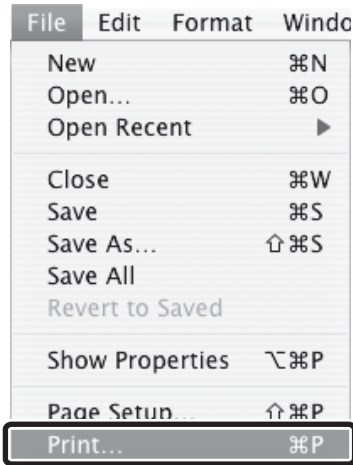 File Edit Format Windo
New ⌘N
Open... ⌘O
Open Recent ▶
Close ⌘W
Save ⌘S
Save As... ⇧⌘S
Save All
Revert to Saved
Show Properties ⌥⌘P
Page Setup... ⇧⌘P
Print... ⌘P